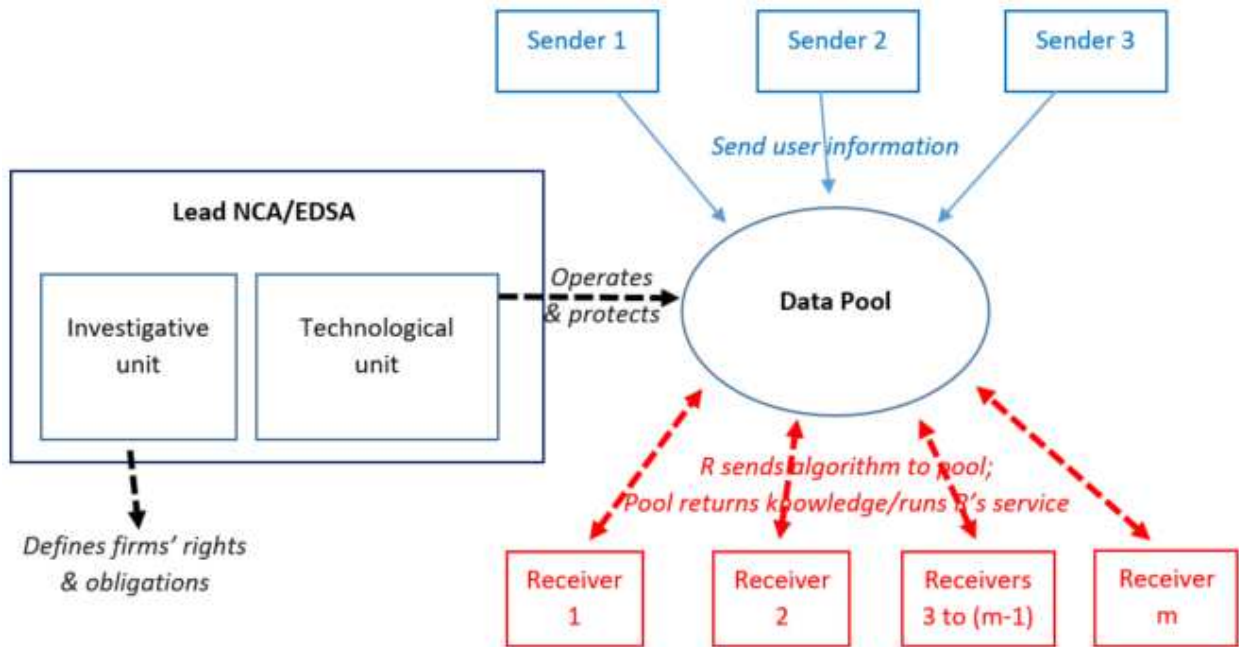 Sender 1
Sender 2
Sender 3
Send user information
Lead NCA/EDSA
Investigative
unit
Technological
unit
Operates
& protects
Data Pool
Defines firms' rights
& obligations
R sends algorithm to pool;
Pool returns knowledge/runs R's service
Receiver
1
Receiver
2
Receivers
3 to (m-1)
Receiver
m